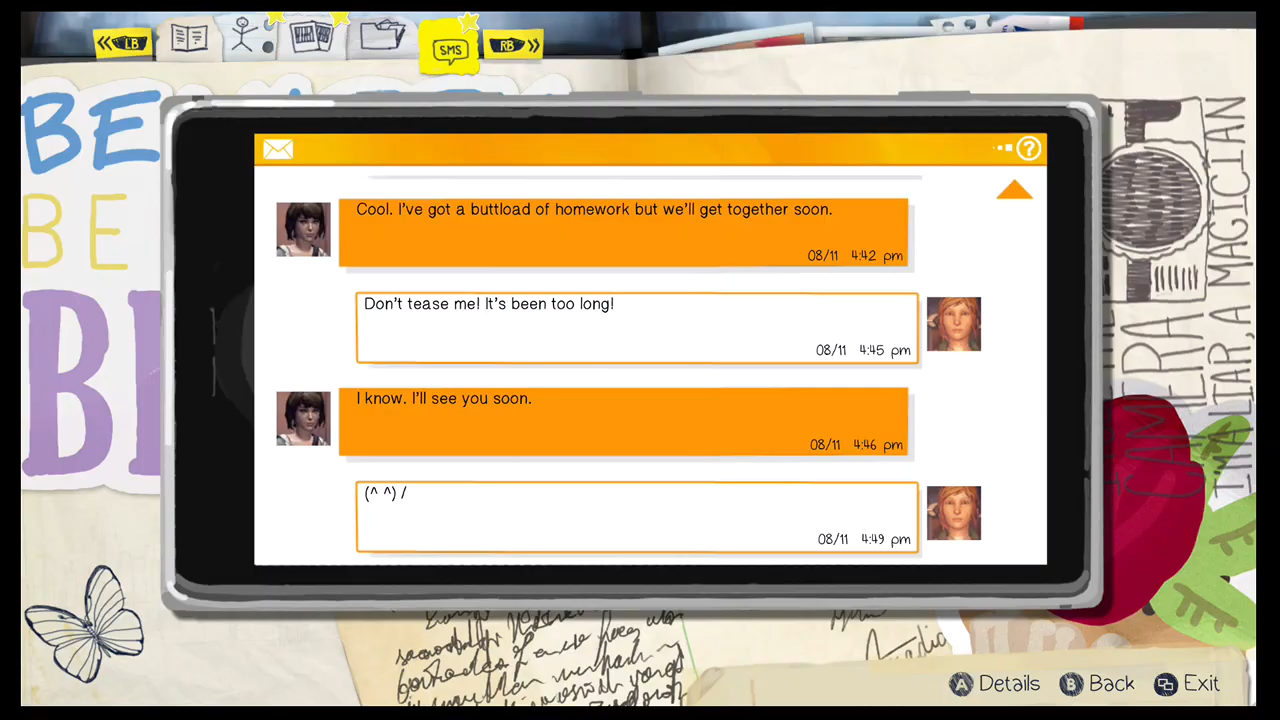 LB
SMS
RB
BE
BE
Cool. I've got a buttload of homework but we'll get together soon.
08/11 4:42 pm
Don't tease me! It's been too long!
08/11 4:45 pm
I know. I'll see you soon.
08/11 4:46 pm
(^ ^) /
08/11 4:49 pm
?
LIAR, A MAGICIAN
A Details
B Back
Exit